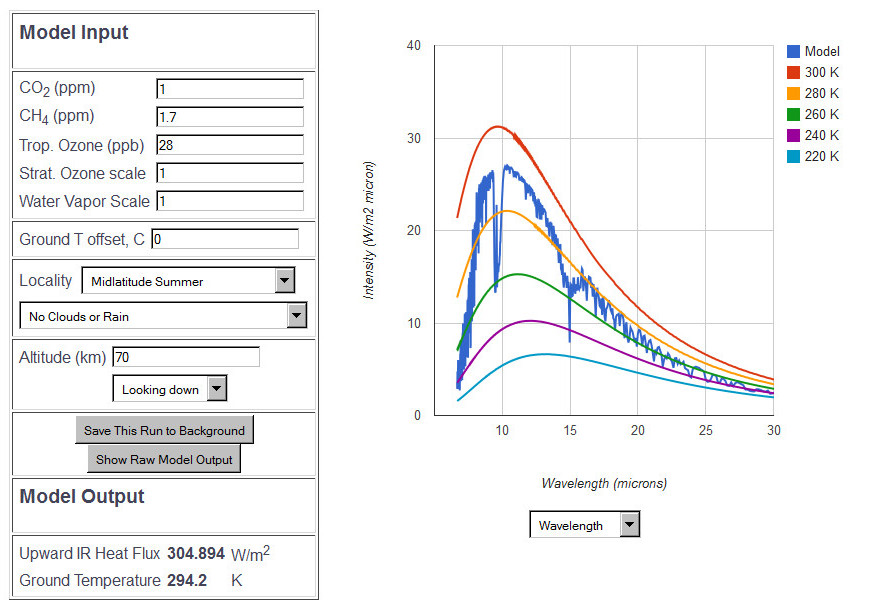 Model Input
CO2 (ppm) 1
CH4 (ppm) 1.7
Trop. Ozone (ppb) 28
Strat. Ozone scale 1
Water Vapor Scale 1
Ground T offset, C 0
Locality Midlatitude Summer
No Clouds or Rain
Altitude (km) 70
Looking down
Save This Run to Background
Show Raw Model Output
Model Output
Upward IR Heat Flux 304.894 W/m2
Ground Temperature 294.2 K
Intensity (W/m2 micron)
40
30
20
10
0
10 15 20 25 30
Wavelength (microns)
Wavelength
Model
300 K
280 K
260 K
240 K
220 K